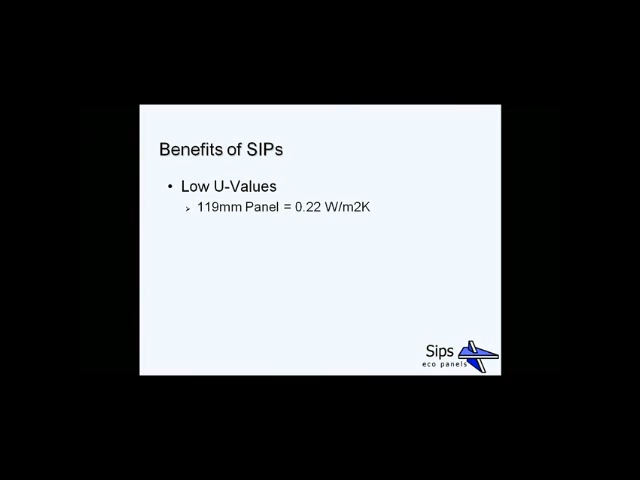 Benefits of SIPs
• Low U-Values
➢ 119mm Panel = 0.22 W/m2K
Sips
eco panels